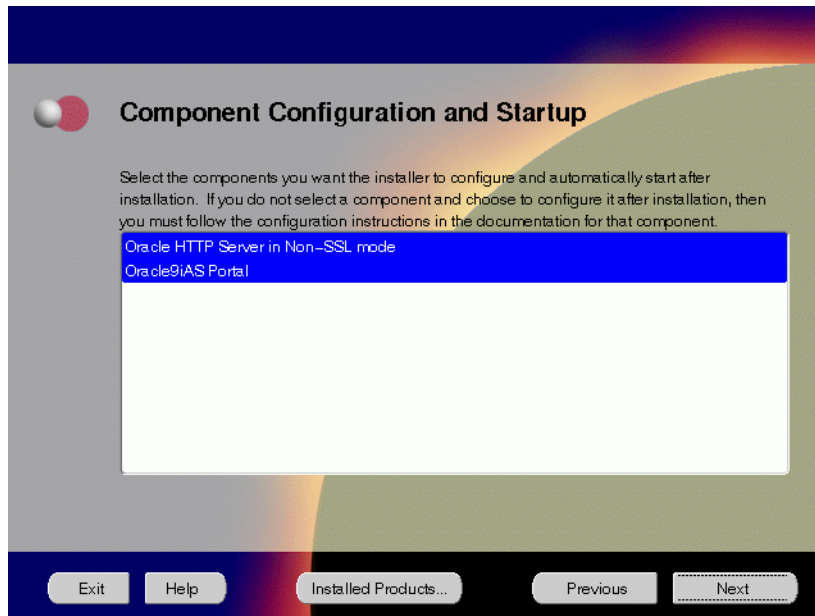 Component Configuration and Startup
Select the components you want the installer to configure and automatically start after
installation. If you do not select a component and choose to configure it after installation, then
you must follow the configuration instructions in the documentation for that component.
Oracle HTTP Server in Non-SSL mode
Oracle9iAS Portal
Exit
Help
Installed Products...
Previous
Next